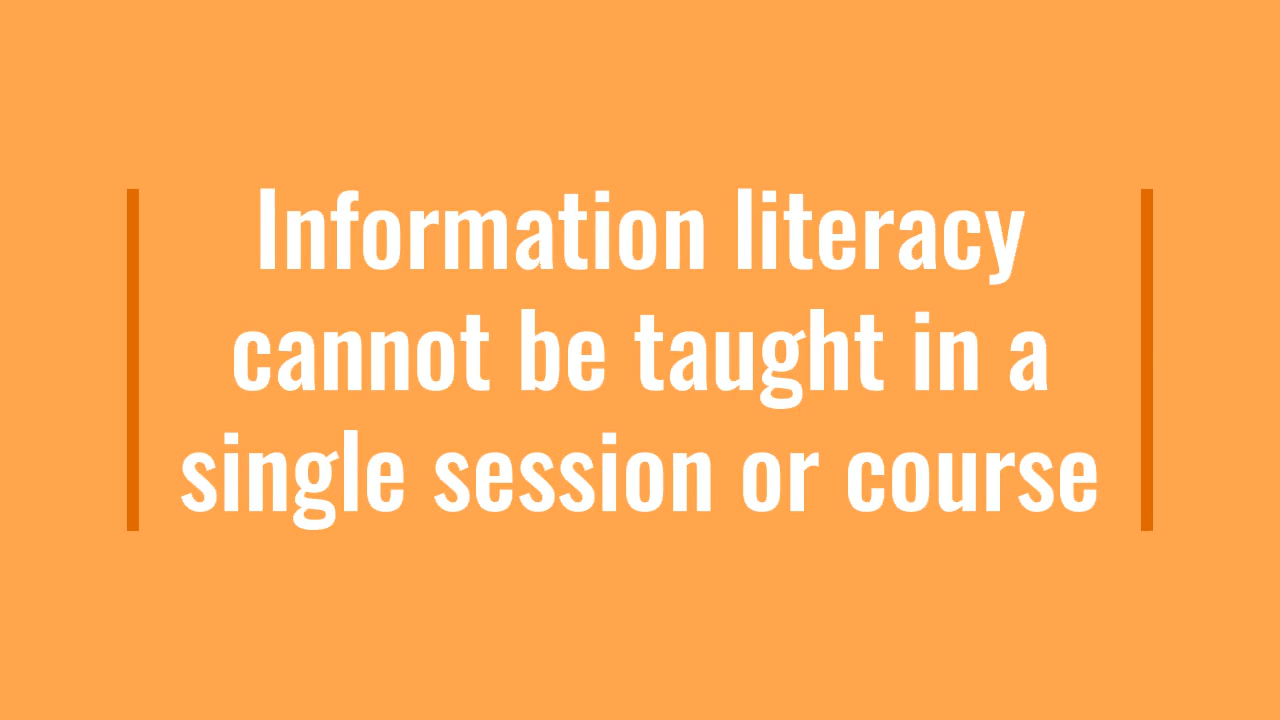 Information literacy
cannot be taught in a
single session or course